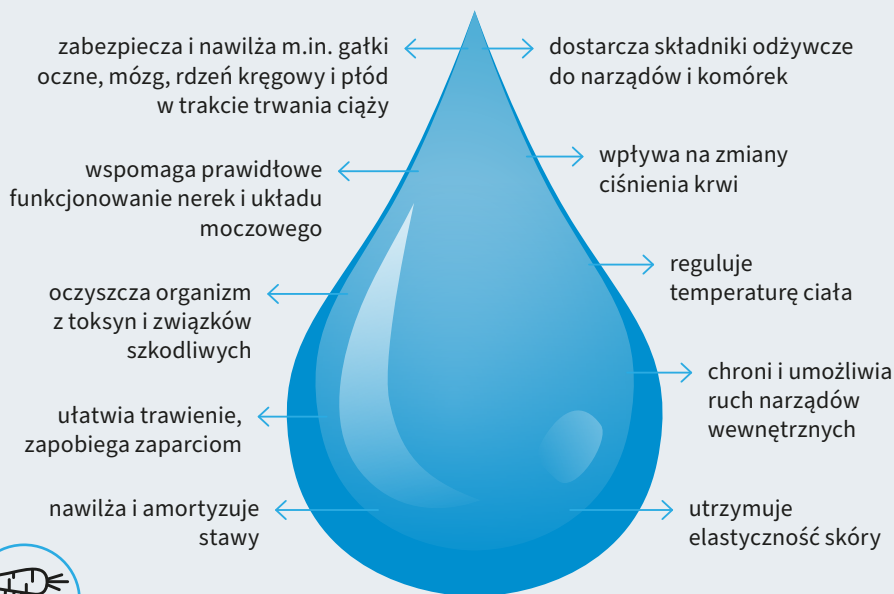 zabezpiecza i nawilża m.in. gałki
oczne, mózg, rdzeń kręgowy i płód
w trakcie trwania ciąży
wspomaga prawidłowe
funkcjonowanie nerek i układu
moczowego
oczyszcza organizm
z toksyn i związków
szkodliwych
ułatwia trawienie,
zapobiega zaparciom
nawilża i amortyzuje
stawy
dostarcza składniki odżywcze
do narządów i komórek
wpływa na zmiany
ciśnienia krwi
reguluje
temperaturę ciała
chroni i umożliwia
ruch narządów
wewnętrznych
utrzymuje
elastyczność skóry